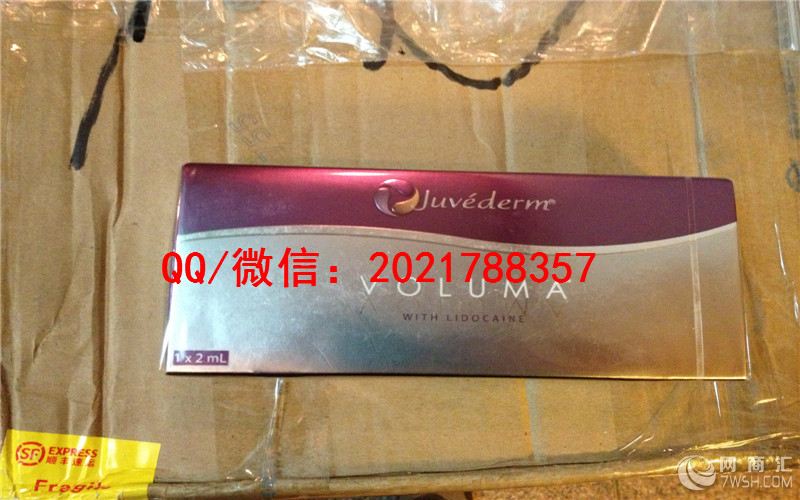 Juvéderm®
QQ/微信：2021788357
VOLUMA
WITH LIDOCAINE
1 x 2 mL
SF EXPRESS
顺丰速运
Fragil
网商汇
7WSH.COM